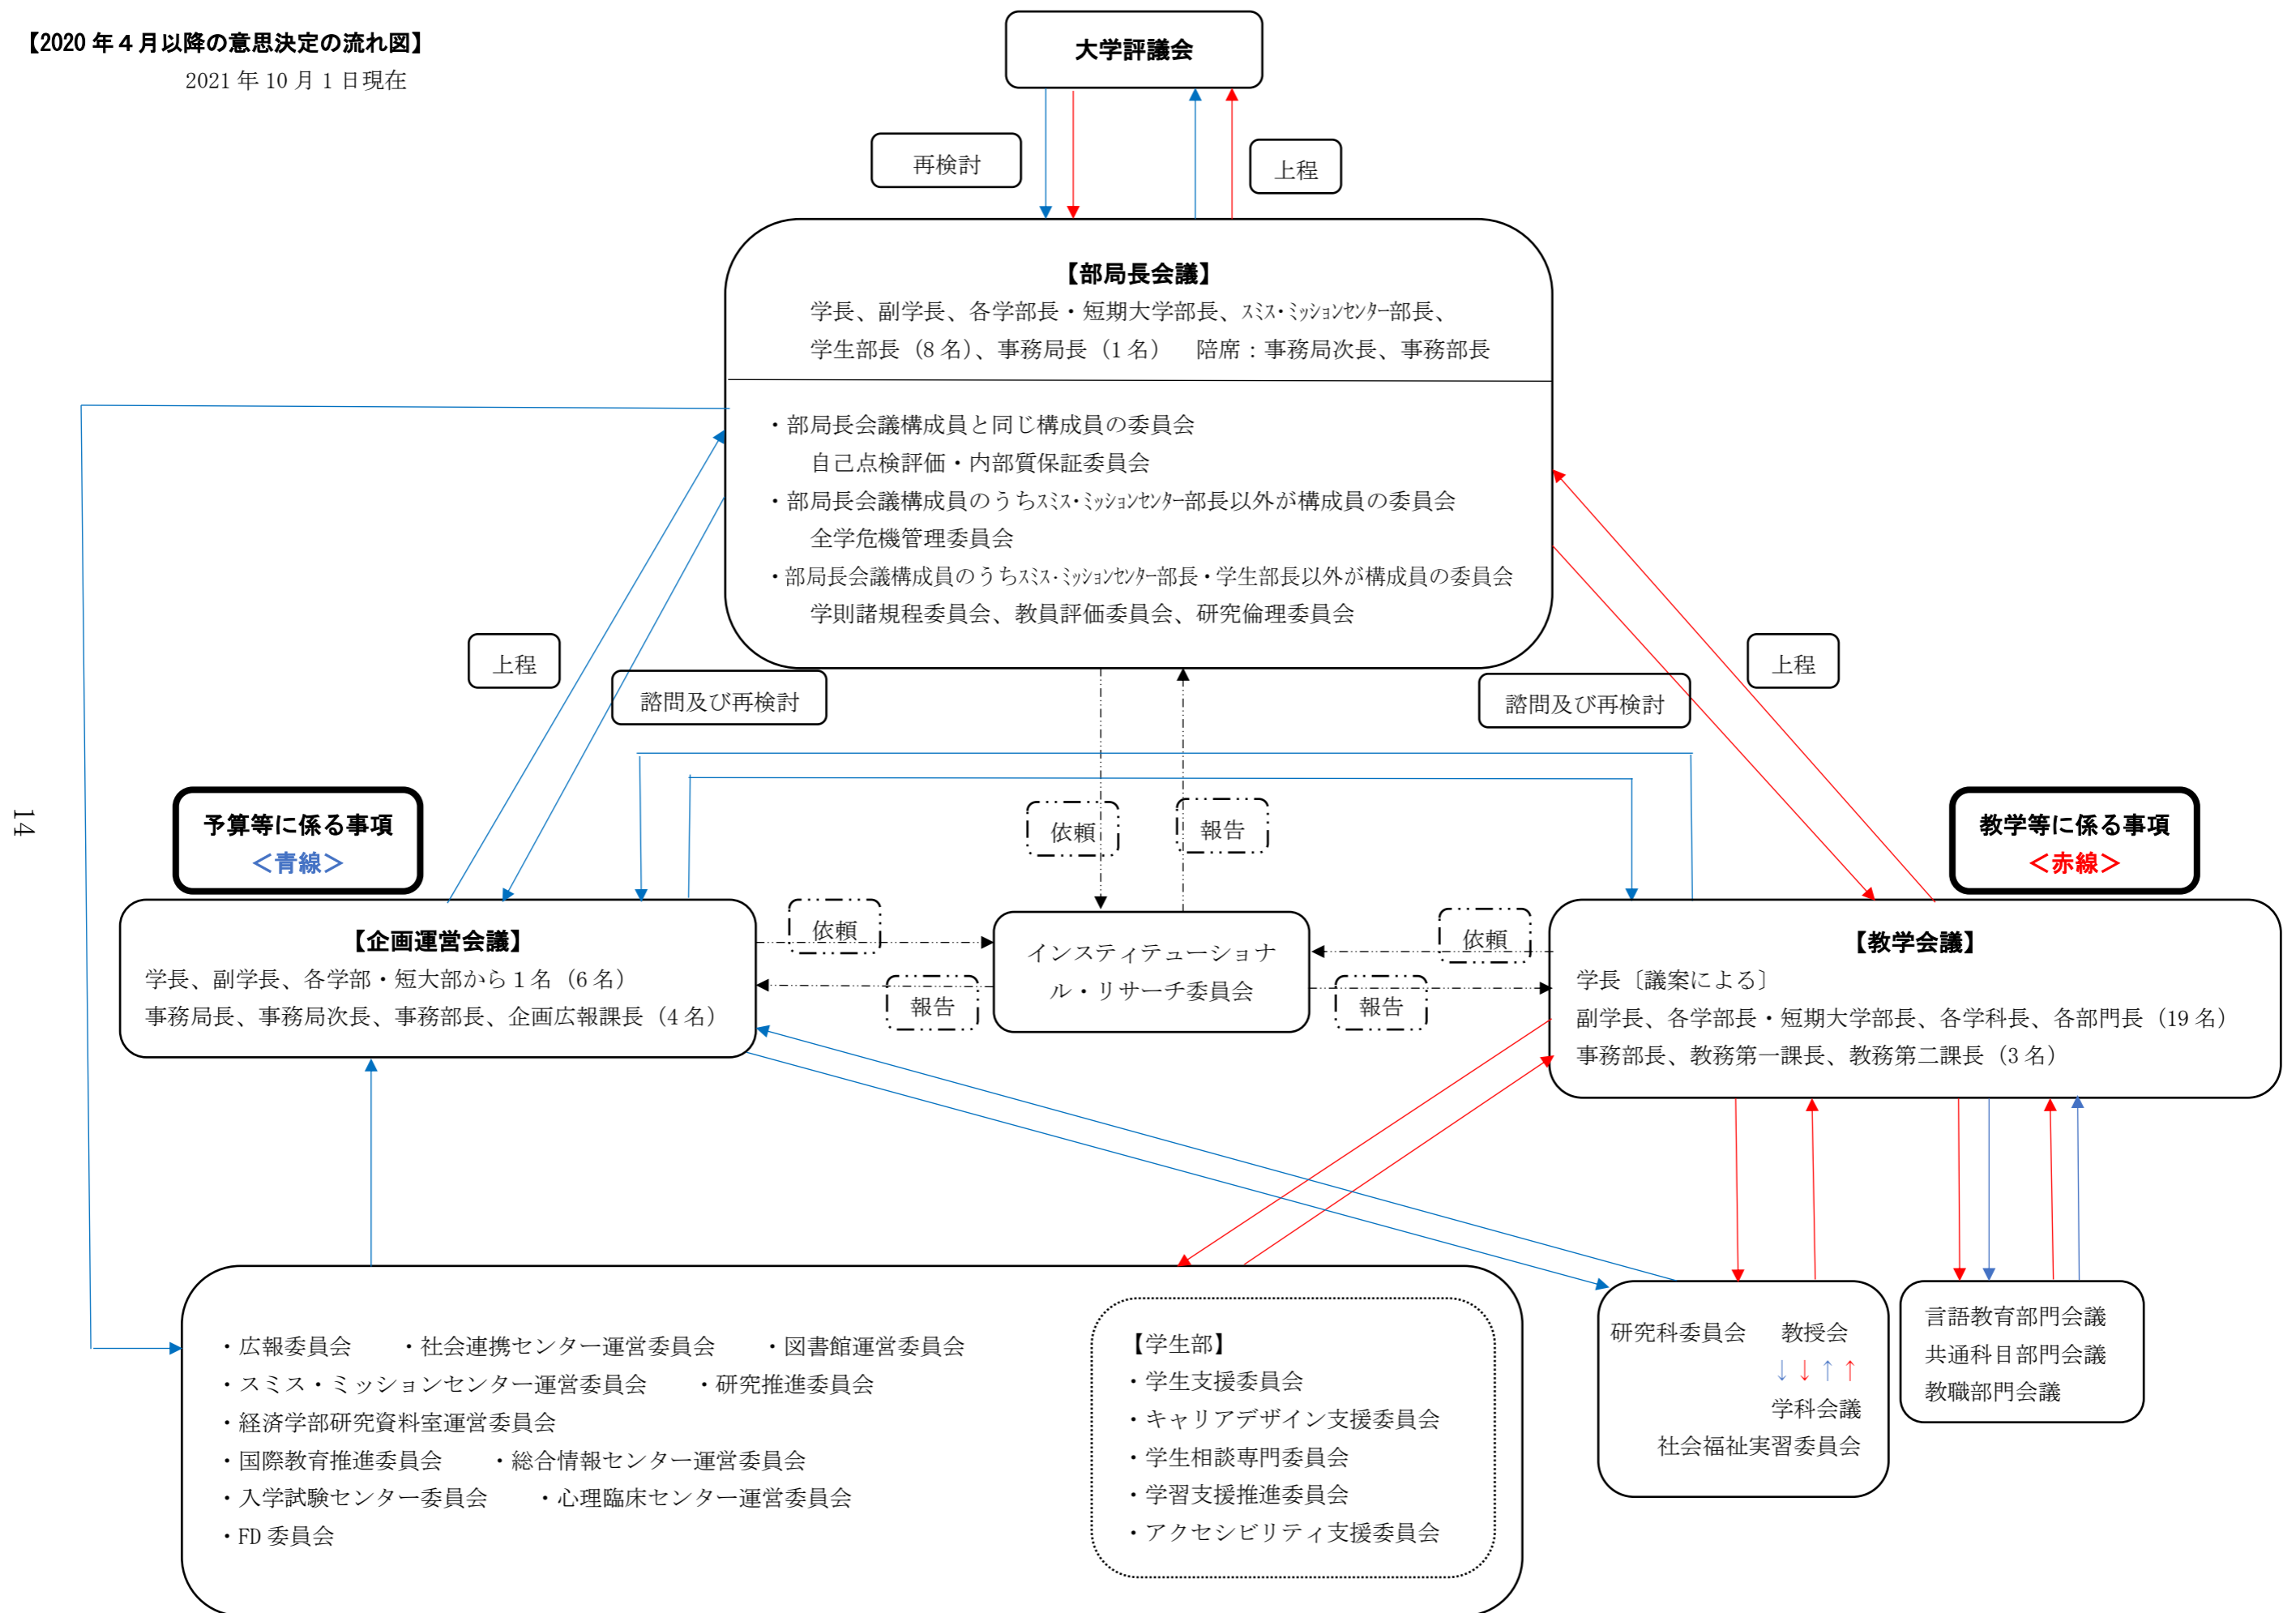 【2020年4月以降の意思決定の流れ図】
2021年10月1日現在
大学評議会
再検討
上程
【部局長会議】
学長、副学長、各学部長・短期大学部長、ｽﾐｽ・ﾐｯｼｮﾝｾﾝﾀｰ部長、
学生部長（8名）、事務局長（1名）　陪席：事務局次長、事務部長
・部局長会議構成員と同じ構成員の委員会
自己点検評価・内部質保証委員会
・部局長会議構成員のうちｽﾐｽ・ﾐｯｼｮﾝｾﾝﾀｰ部長以外が構成員の委員会
全学危機管理委員会
・部局長会議構成員のうちｽﾐｽ・ﾐｯｼｮﾝｾﾝﾀｰ部長・学生部長以外が構成員の委員会
学則諸規程委員会、教員評価委員会、研究倫理委員会
上程
諮問及び再検討
諮問及び再検討
上程
予算等に係る事項
＜青線＞
依頼
報告
教学等に係る事項
＜赤線＞
14
【企画運営会議】
学長、副学長、各学部・短大部から１名（6名）
事務局長、事務局次長、事務部長、企画広報課長（4名）
依頼
報告
インスティテューショナ
ル・リサーチ委員会
依頼
報告
【教学会議】
学長〔議案による〕
副学長、各学部長・短期大学部長、各学科長、各部門長（19名）
事務部長、教務第一課長、教務第二課長（3名）
・広報委員会　　・社会連携センター運営委員会　　・図書館運営委員会
・スミス・ミッションセンター運営委員会　　・研究推進委員会
・経済学部研究資料室運営委員会
・国際教育推進委員会　　・総合情報センター運営委員会
・入学試験センター委員会　　・心理臨床センター運営委員会
・FD委員会
【学生部】
・学生支援委員会
・キャリアデザイン支援委員会
・学生相談専門委員会
・学習支援推進委員会
・アクセシビリティ支援委員会
研究科委員会　教授会
↓↓↑↑
学科会議
社会福祉実習委員会
言語教育部門会議
共通科目部門会議
教職部門会議